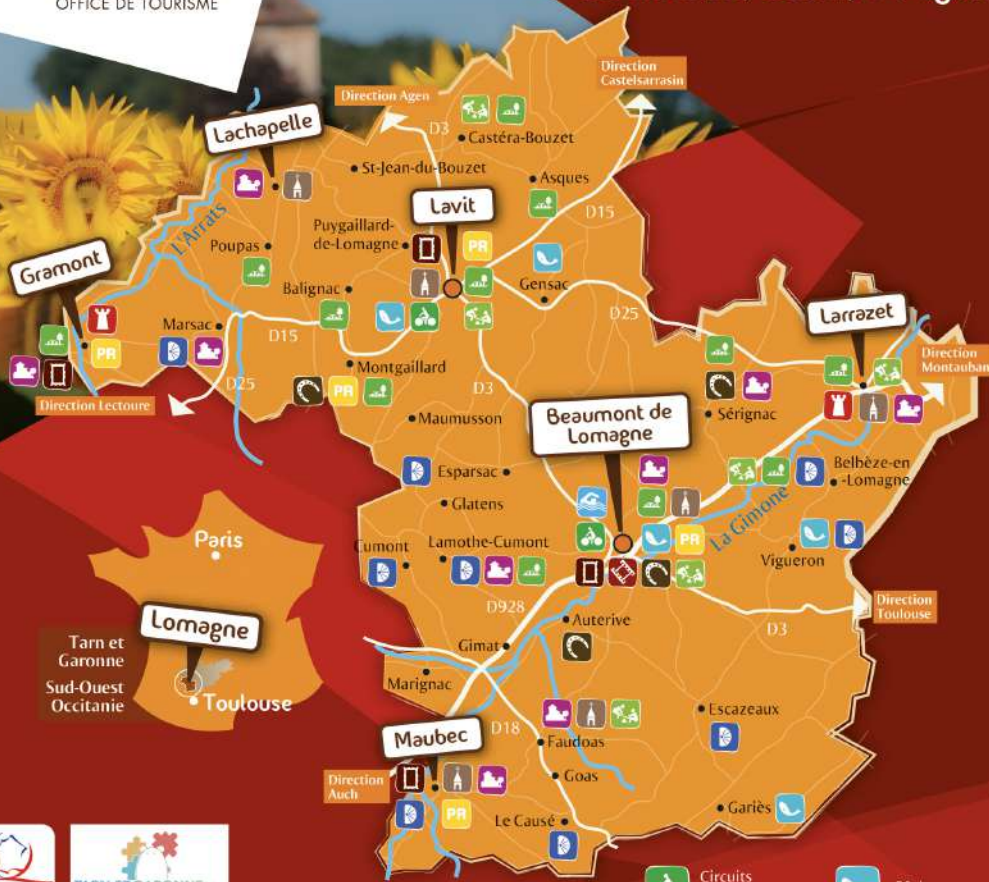 OFFICE DE TOURISME
Direction
Castelsarrasin
Direction Agen
Lachapelle
D3
Castéra-Bouzet
St-Jean-du-Bouzet
Asques
Lavit
D15
L'Arrats
Puygaillard-
de-Lomagne
PR
Poupas
Gramont
Gensac
Balignac
D25
Larrazet
Marsac
D15
PR
Direction
Montauban
Montgaillard
D25
D3
PR
Direction Lectoure
Sérignac
Maumusson
Beaumont de
Lomagne
Esparsac
Belbèze-en
-Lomagne
Glatens
La Gimone
Paris
Cumont
Lamothe-Cumont
PR
Vigueron
Lomagne
D928
Direction
Toulouse
Auterive
D3
Tarn et
Garonne
Gimat
Sud-Ouest
Occitanie
Marignac
Toulouse
Escazeaux
D18
Maubec
Faudoas
Direction
Auch
Goas
PR
Le Causé
Gariès
Circuits